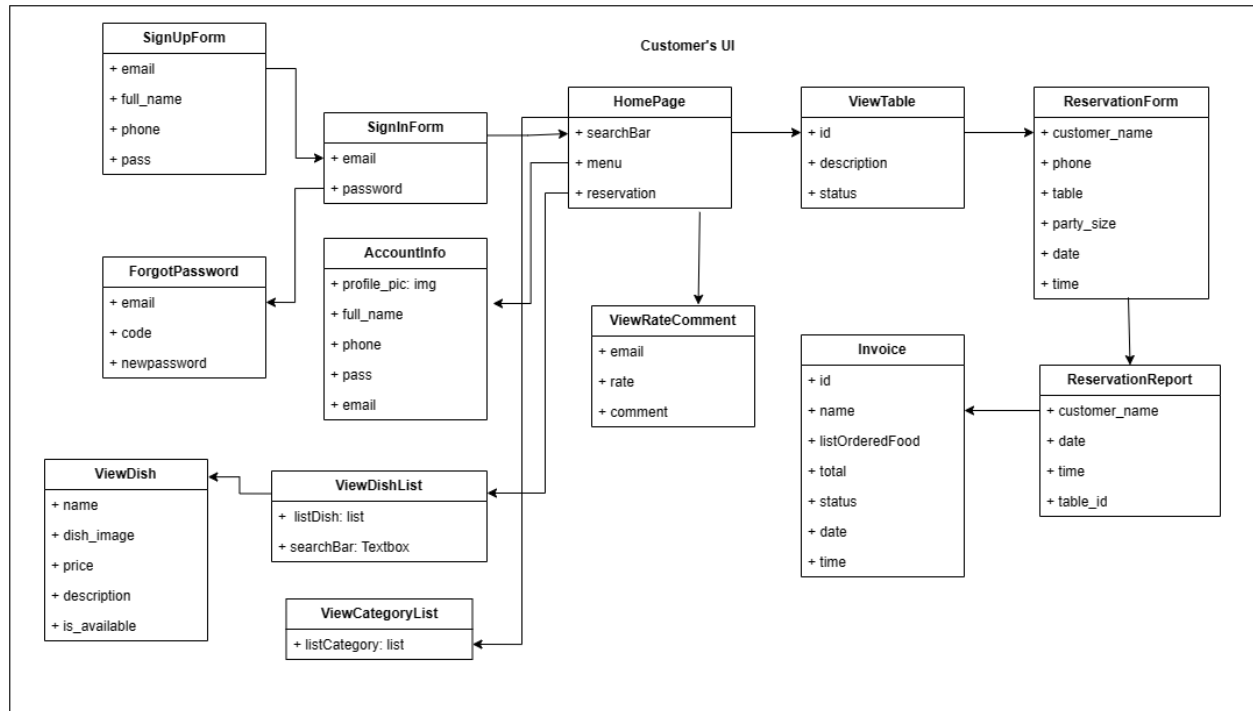 Customer's UI
SignUpForm
+ email
+ full_name
+ phone
+ pass
SignInForm
+ email
+ password
HomePage
+ searchBar
+ menu
+ reservation
ViewTable
+ id
+ description
+ status
ReservationForm
+ customer_name
+ phone
+ table
+ party_size
+ date
+ time
ForgotPassword
+ email
+ code
+ newpassword
AccountInfo
+ profile_pic: img
+ full_name
+ phone
+ pass
+ email
ViewRateComment
+ email
+ rate
+ comment
Invoice
+ id
+ name
+ listOrderedFood
+ total
+ status
+ date
+ time
ReservationReport
+ customer_name
+ date
+ time
+ table_id
ViewDish
+ name
+ dish_image
+ price
+ description
+ is_available
ViewDishList
+ listDish: list
+ searchBar: Textbox
ViewCategoryList
+ listCategory: list